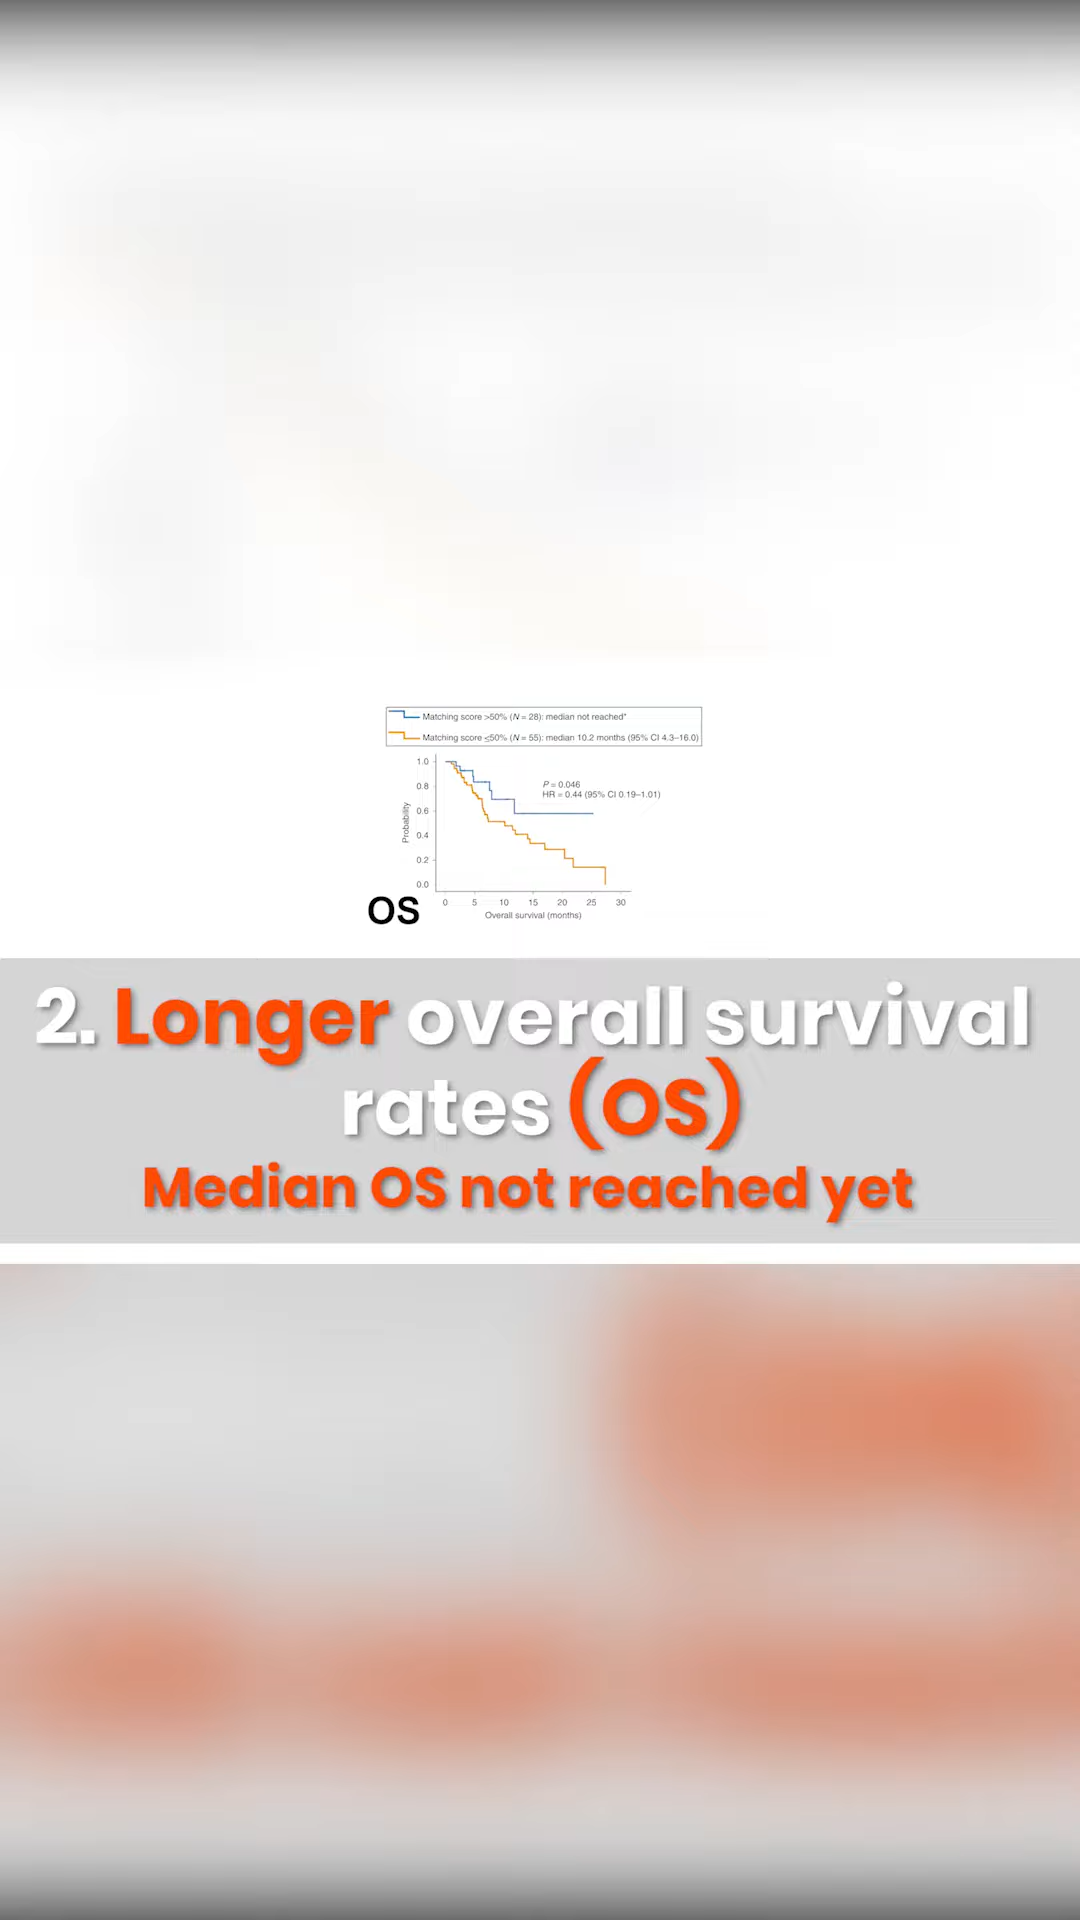 Matching score >50% (N = 28): median not reached*
Matching score ≤50% (N = 55): median 10.2 months (95% CI 4.3–16.0)
1.0
0.8
0.6
0.4
0.2
0.0
Probability
P = 0.046
HR = 0.44 (95% CI 0.19–1.01)
0 5 10 15 20 25 30
Overall survival (months)
OS
2. Longer overall survival
rates (OS)
Median OS not reached yet